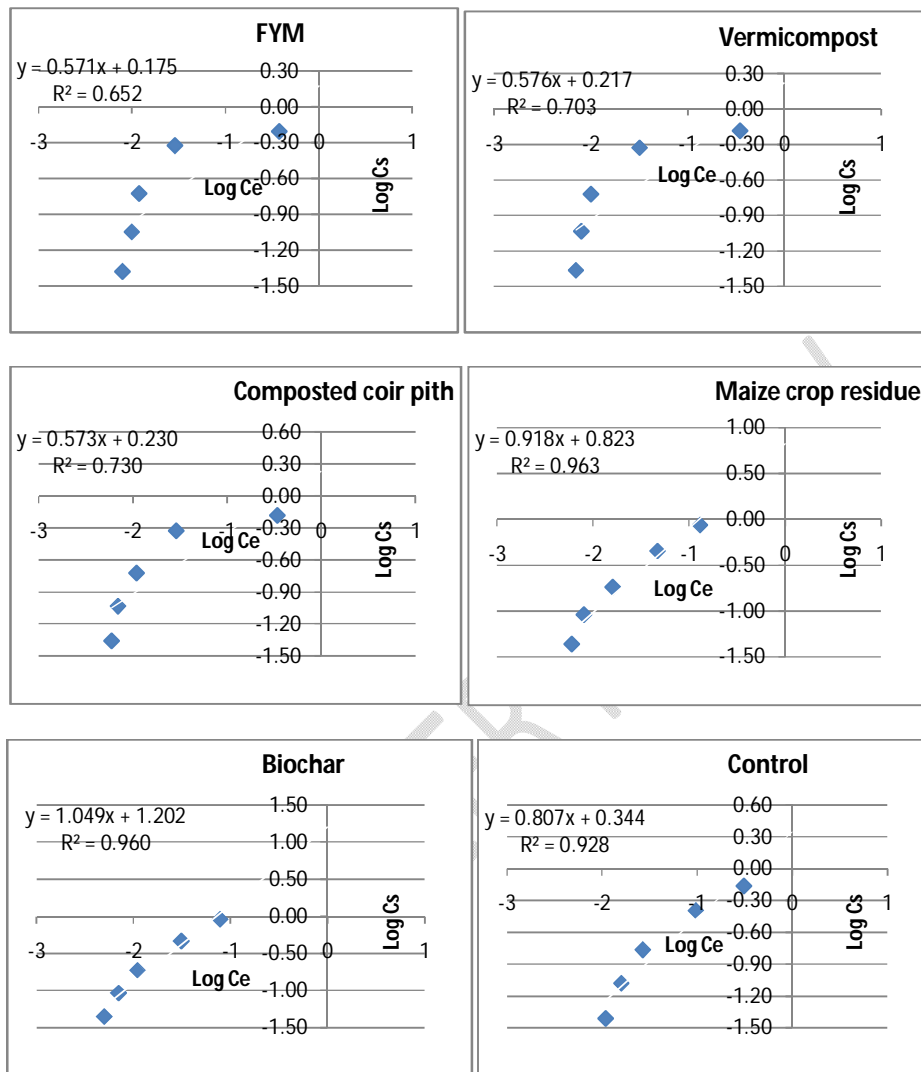 FYM
y = 0.571x + 0.175
R² = 0.652
0.30
0.00
-3 -2 -1 0 1
-0.30
-0.60
-0.90
-1.20
-1.50
Log Ce
Log Cs
Vermicompost
y = 0.576x + 0.217
R² = 0.703
0.30
0.00
-3 -2 -1 0 1
-0.30
-0.60
-0.90
-1.20
-1.50
Log Ce
Log Cs
Composted coir pith
y = 0.573x + 0.230
R² = 0.730
0.60
0.30
0.00
-3 -2 -1 0 1
-0.30
-0.60
-0.90
-1.20
-1.50
Log Ce
Log Cs
Maize crop residue
y = 0.918x + 0.823
R² = 0.963
1.00
0.50
0.00
-3 -2 -1 0 1
-0.50
-1.00
-1.50
Log Ce
Log Cs
Biochar
y = 1.049x + 1.202
R² = 0.960
1.50
1.00
0.50
0.00
-3 -2 -1 0 1
-0.50
-1.00
-1.50
Log Ce
Log Cs
Control
y = 0.807x + 0.344
R² = 0.928
0.60
0.30
0.00
-3 -2 -1 0 1
-0.30
-0.60
-0.90
-1.20
-1.50
Log Ce
Log Cs